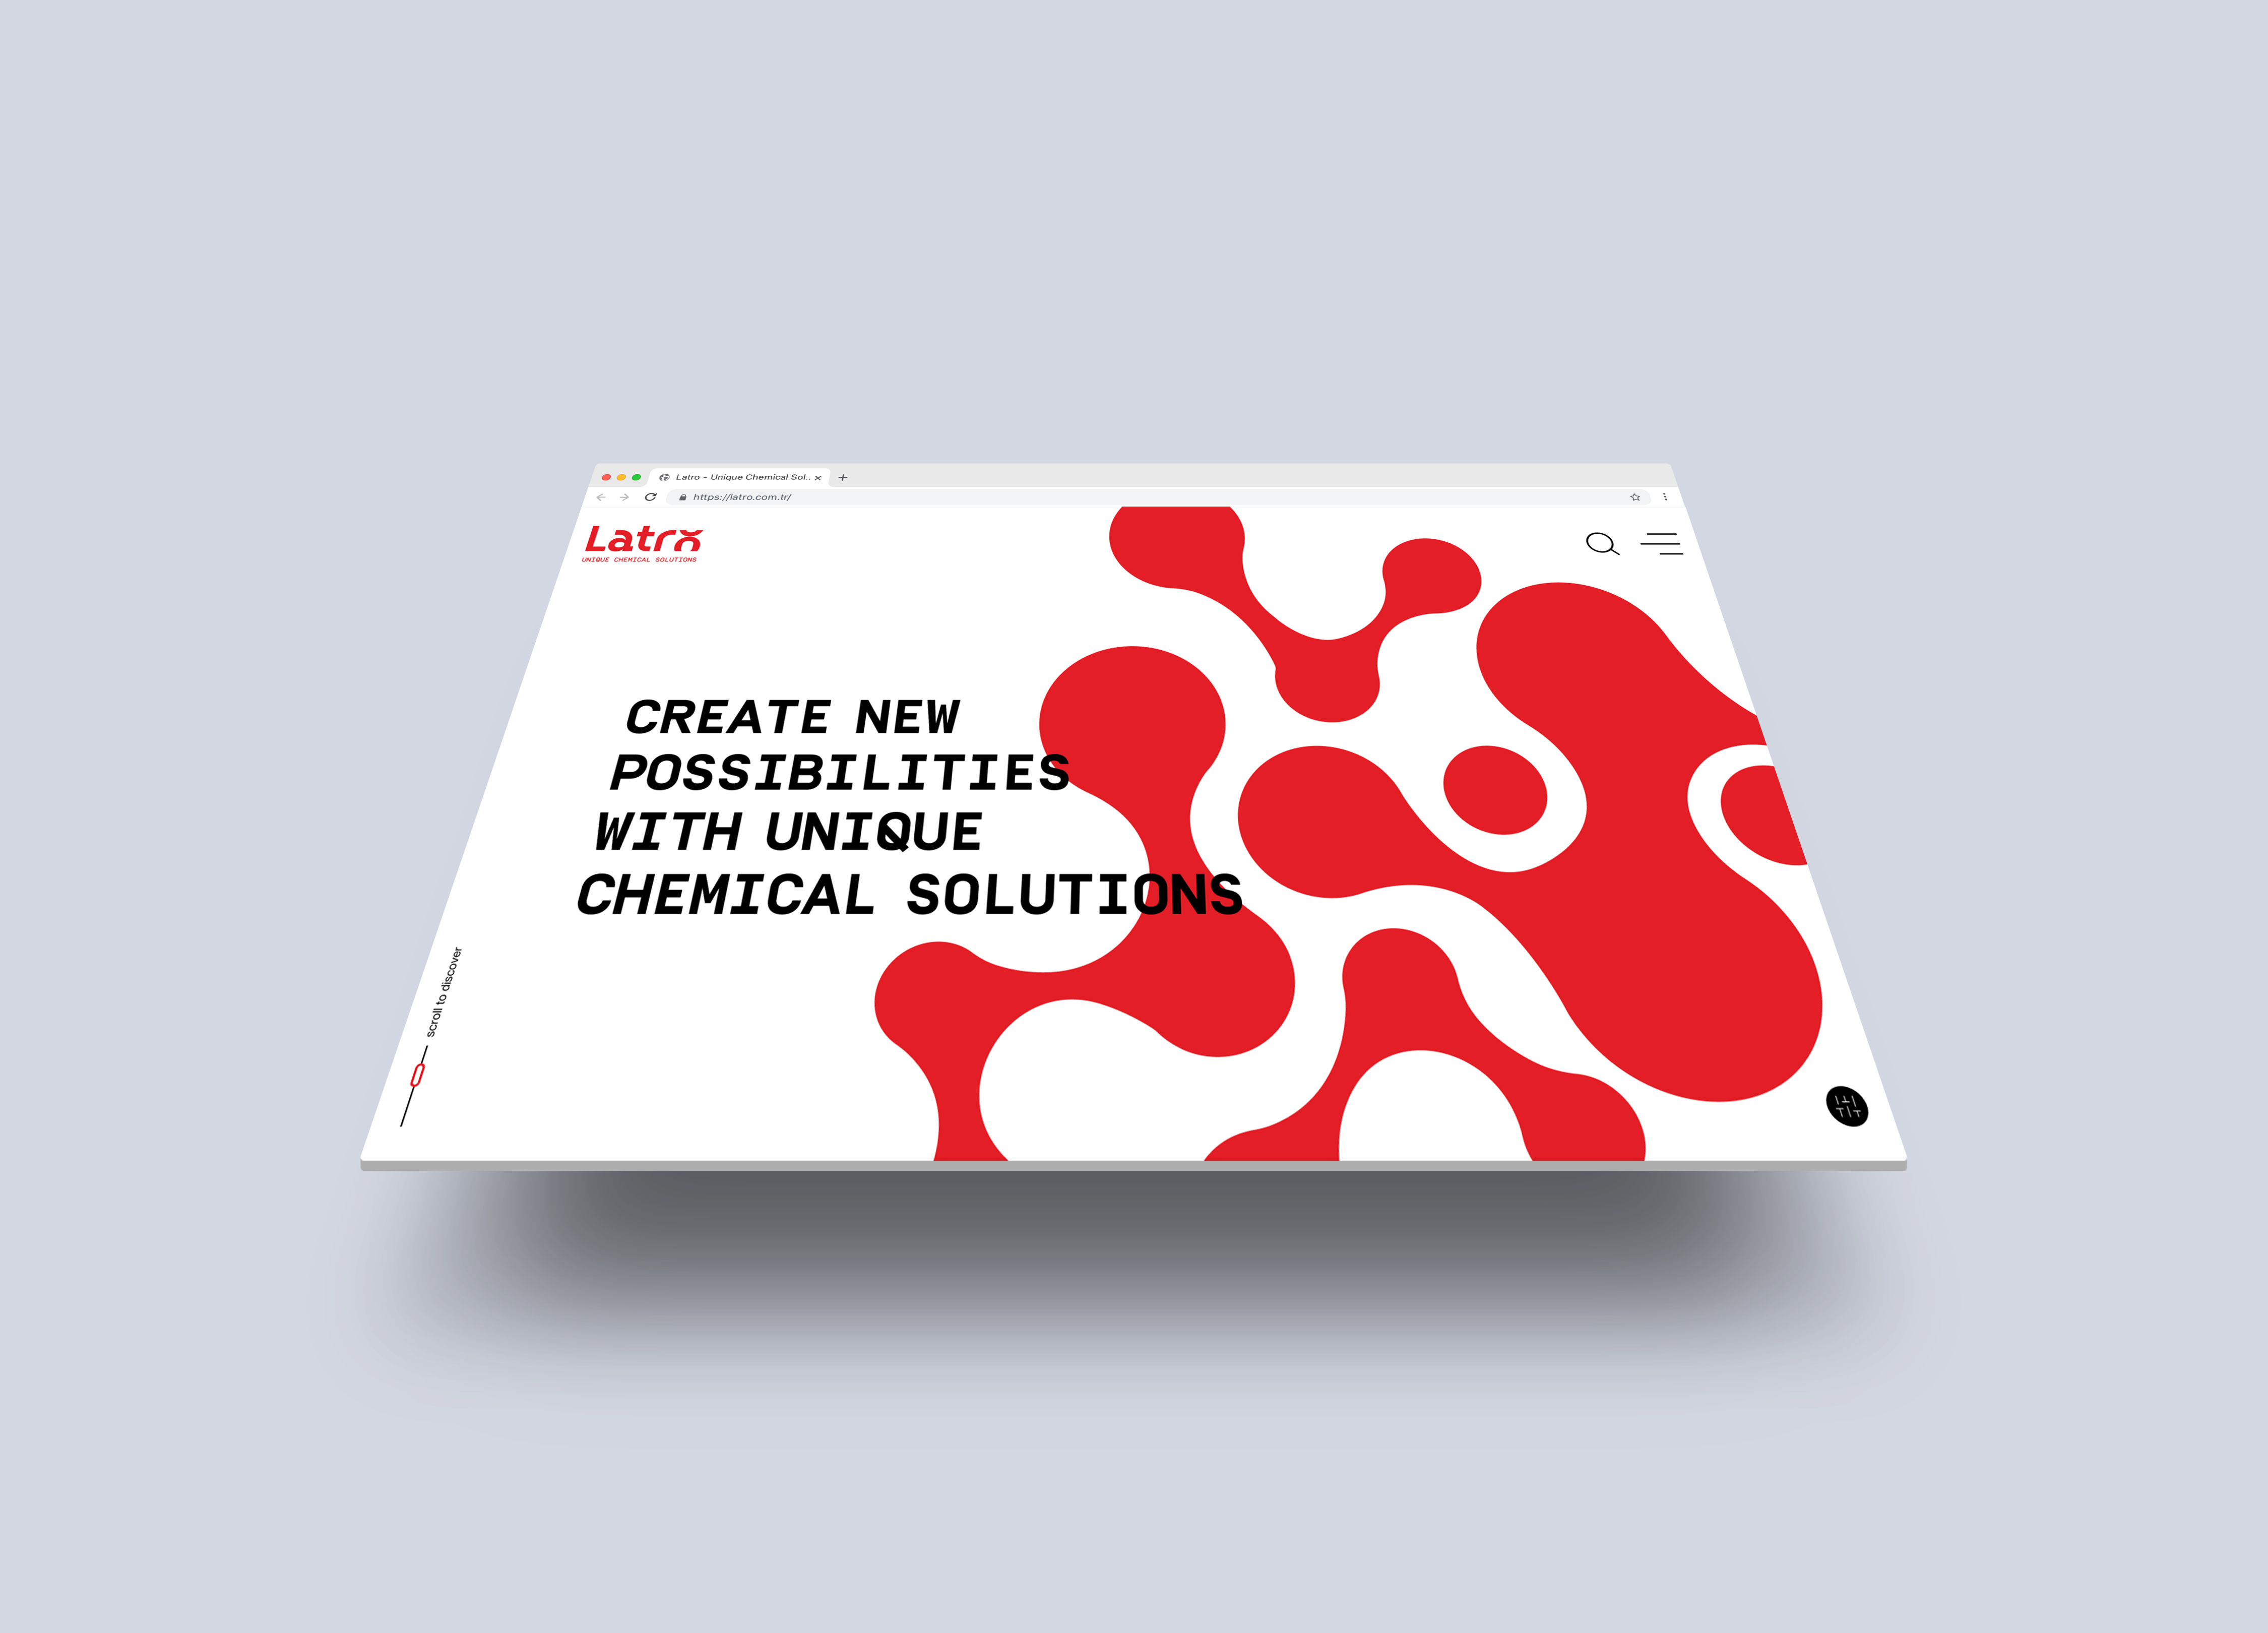 Latro - Unique Chemical Sol..
https://latro.com.tr/
Latro
UNIQUE CHEMICAL SOLUTIONS
CREATE NEW
POSSIBILITIES
WITH UNIQUE
CHEMICAL SOLUTIONS
scroll to discover